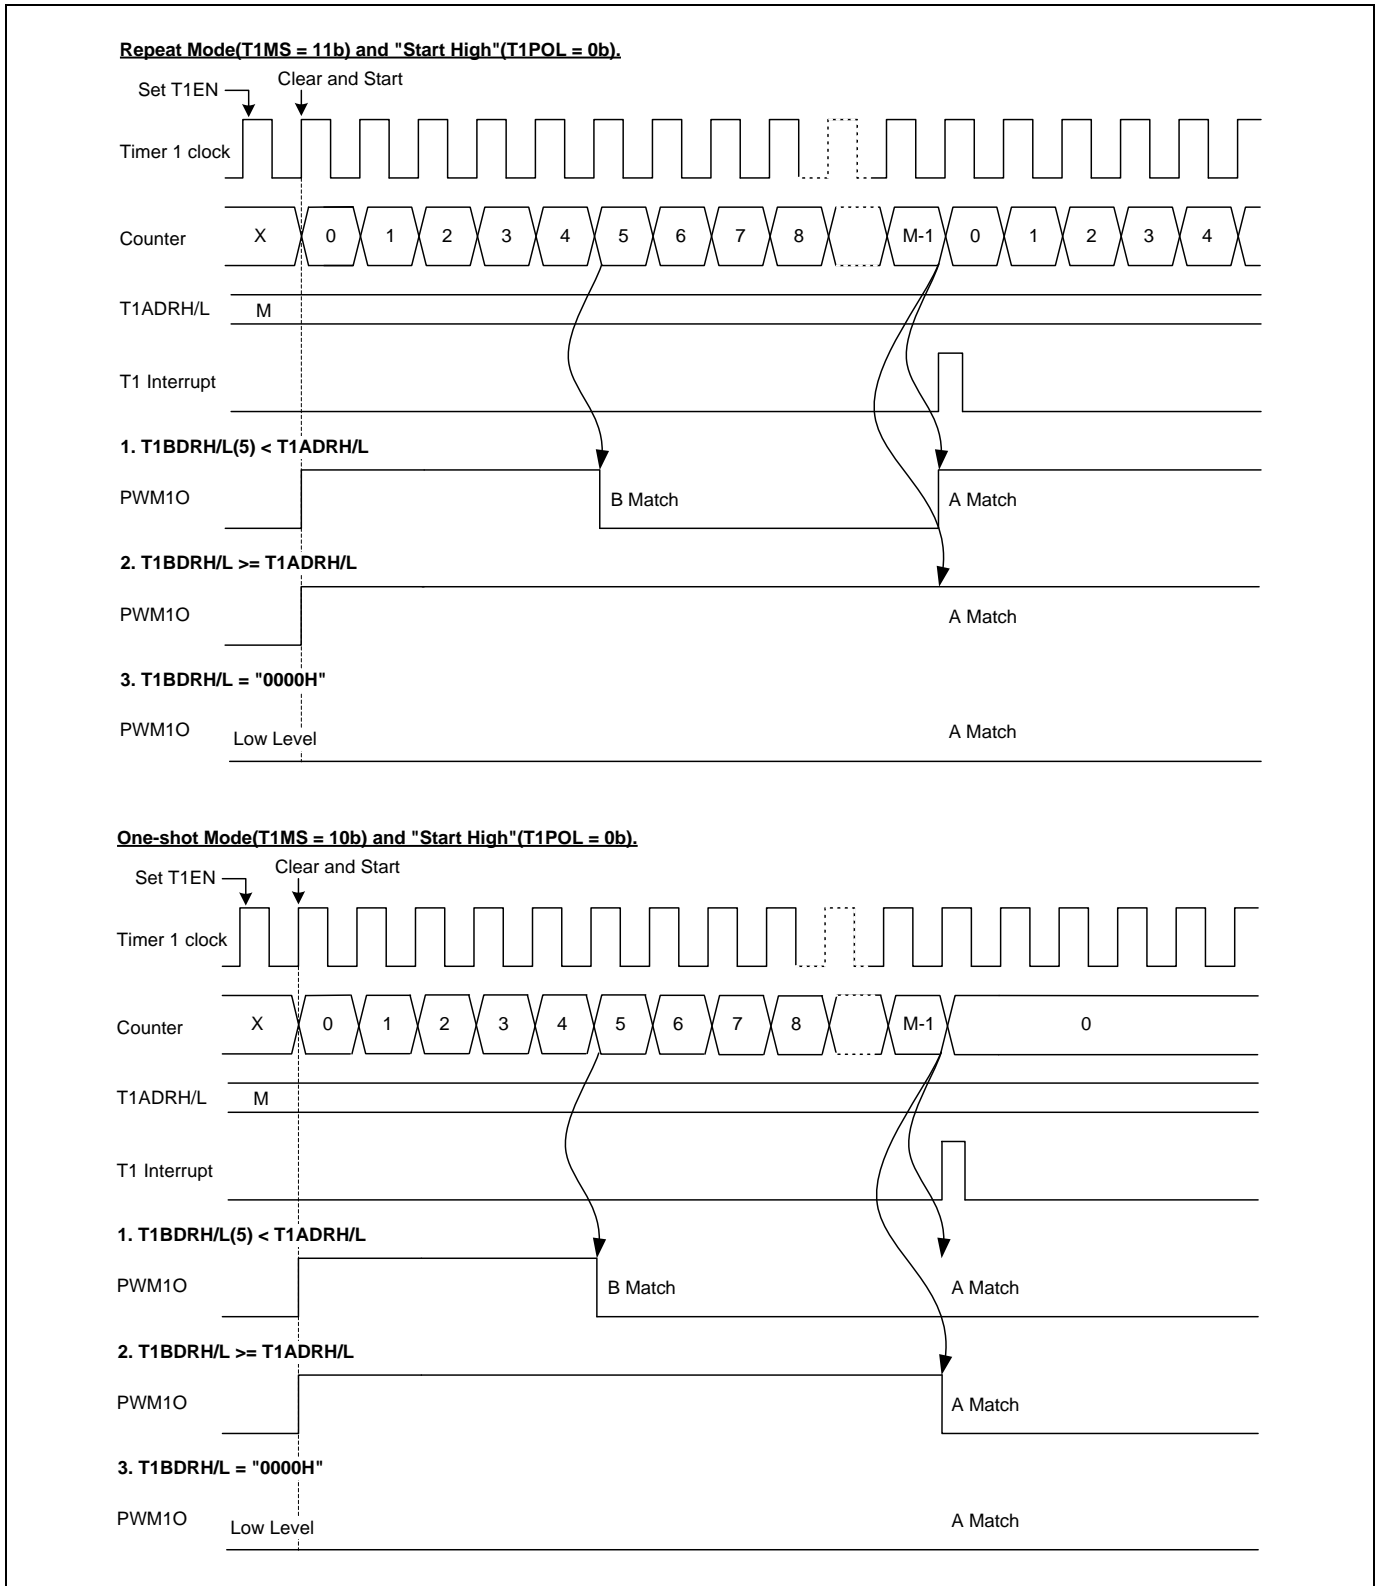 Repeat Mode(T1MS = 11b) and "Start High"(T1POL = 0b).
Set T1EN Clear and Start
Timer 1 clock
Counter X 0 1 2 3 4 5 6 7 8 M-1 0 1 2 3 4
T1ADRH/L M
T1 Interrupt
1. T1BDRH/L(5) < T1ADRH/L
PWM1O B Match A Match
2. T1BDRH/L >= T1ADRH/L
PWM1O A Match
3. T1BDRH/L = "0000H"
PWM1O Low Level A Match
One-shot Mode(T1MS = 10b) and "Start High"(T1POL = 0b).
Set T1EN Clear and Start
Timer 1 clock
Counter X 0 1 2 3 4 5 6 7 8 M-1 0
T1ADRH/L M
T1 Interrupt
1. T1BDRH/L(5) < T1ADRH/L
PWM1O B Match A Match
2. T1BDRH/L >= T1ADRH/L
PWM1O A Match
3. T1BDRH/L = "0000H"
PWM1O Low Level A Match